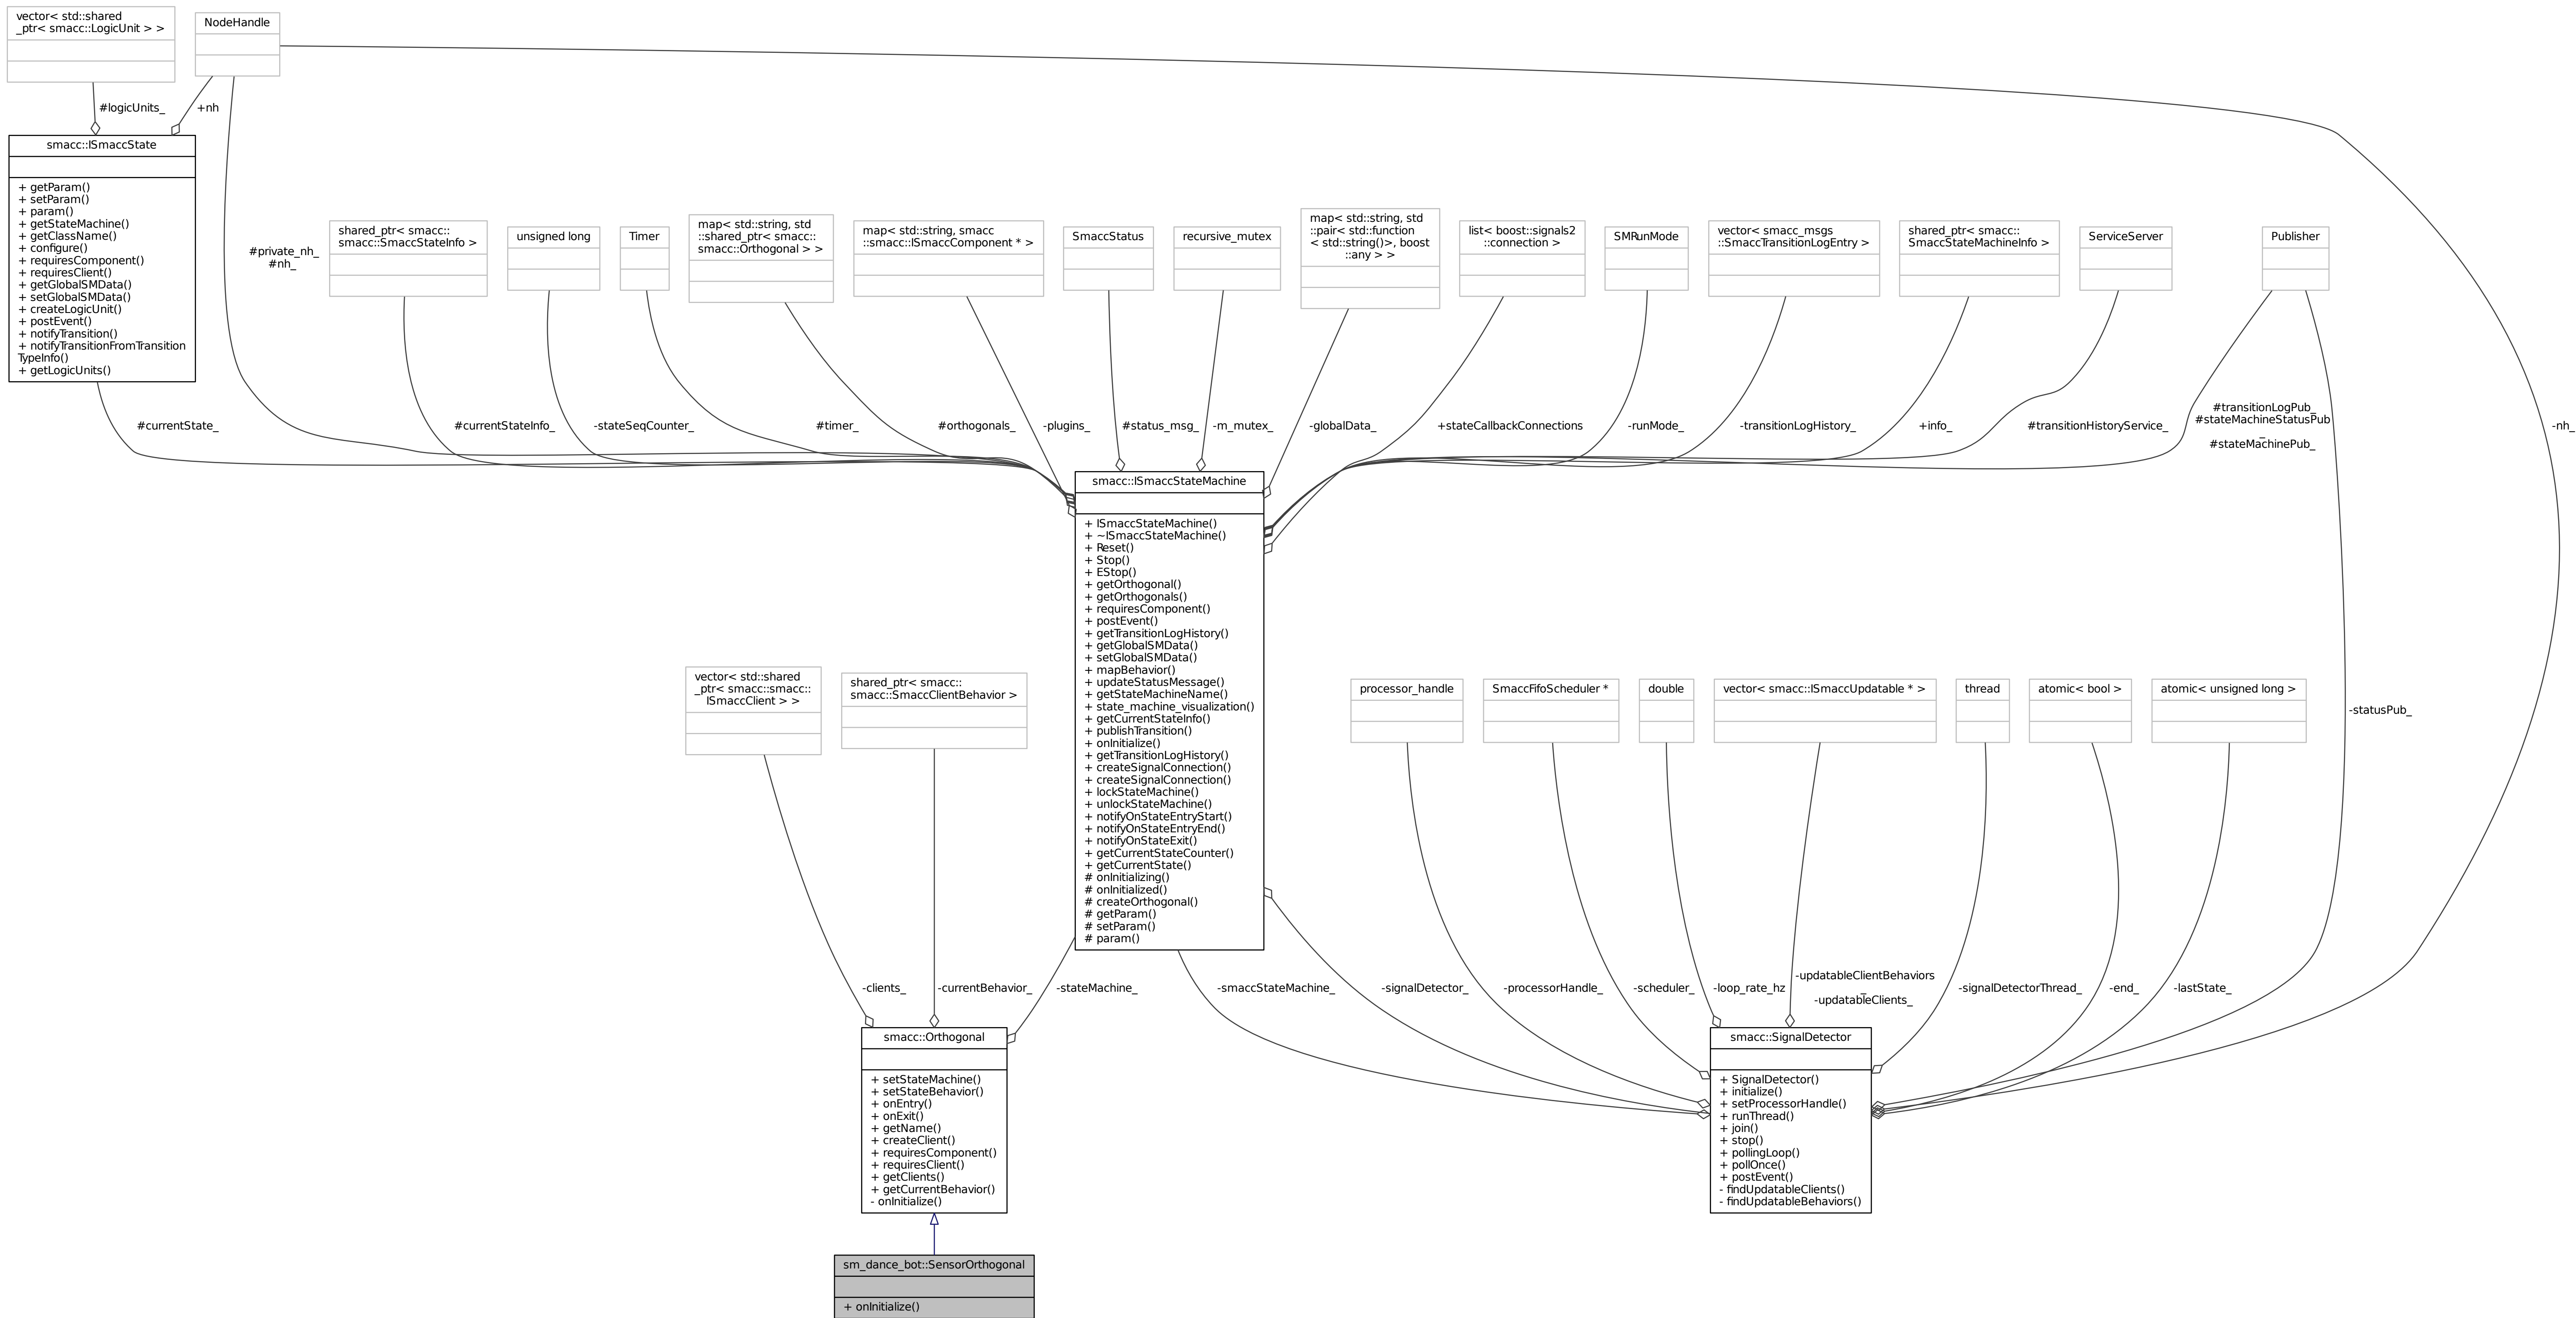 vector< std::shared
_ptr< smacc::LogicUnit > >
NodeHandle
#logicUnits_
+nh
smacc::ISmaccState
+ getParam()
+ setParam()
+ param()
+ getStateMachine()
+ getClassName()
+ configure()
+ requiresComponent()
+ requiresClient()
+ getGlobalSMData()
+ setGlobalSMData()
+ createLogicUnit()
+ postEvent()
+ notifyTransition()
+ notifyTransitionFromTransition
TypeInfo()
+ getLogicUnits()
#private_nh_
#nh_
shared_ptr< smacc::
smacc::SmaccStateInfo >
unsigned long
Timer
map< std::string, std
::shared_ptr< smacc::
smacc::Orthogonal > >
map< std::string, smacc
::smacc::ISmaccComponent * >
SmaccStatus
recursive_mutex
map< std::string, std
::pair< std::function
< std::string()>, boost
::any > >
list< boost::signals2
::connection >
SMRunMode
vector< smacc_msgs
::SmaccTransitionLogEntry >
shared_ptr< smacc::
SmaccStateMachineInfo >
ServiceServer
Publisher
#currentState_
#currentStateInfo_
-stateSeqCounter_
#timer_
#orthogonals_
-plugins_
#status_msg_
-m_mutex_
-globalData_
+stateCallbackConnections
-runMode_
-transitionLogHistory_
+info_
#transitionHistoryService_
#transitionLogPub_
#stateMachineStatusPub
_
#stateMachinePub_
-nh_
smacc::ISmaccStateMachine
+ ISmaccStateMachine()
+ ~ISmaccStateMachine()
+ Reset()
+ Stop()
+ EStop()
+ getOrthogonal()
+ getOrthogonals()
+ requiresComponent()
+ postEvent()
+ getTransitionLogHistory()
+ getGlobalSMData()
+ setGlobalSMData()
+ mapBehavior()
+ updateStatusMessage()
+ getStateMachineName()
+ state_machine_visualization()
+ getCurrentStateInfo()
+ publishTransition()
+ onInitialize()
+ getTransitionLogHistory()
+ createSignalConnection()
+ createSignalConnection()
+ lockStateMachine()
+ unlockStateMachine()
+ notifyOnStateEntryStart()
+ notifyOnStateEntryEnd()
+ notifyOnStateExit()
+ getCurrentStateCounter()
+ getCurrentState()
# onInitializing()
# onInitialized()
# createOrthogonal()
# getParam()
# setParam()
# param()
vector< std::shared
_ptr< smacc::smacc::
ISmaccClient > >
shared_ptr< smacc::
smacc::SmaccClientBehavior >
processor_handle
SmaccFifoScheduler *
double
vector< smacc::ISmaccUpdatable * >
thread
atomic< bool >
atomic< unsigned long >
-statusPub_
-clients_
-currentBehavior_
-stateMachine_
-smaccStateMachine_
-signalDetector_
-processorHandle_
-scheduler_
-loop_rate_hz
-updatableClientBehaviors
_
-updatableClients_
-signalDetectorThread_
-end_
-lastState_
smacc::Orthogonal
+ setStateMachine()
+ setStateBehavior()
+ onEntry()
+ onExit()
+ getName()
+ createClient()
+ requiresComponent()
+ requiresClient()
+ getClients()
+ getCurrentBehavior()
- onInitialize()
smacc::SignalDetector
+ SignalDetector()
+ initialize()
+ setProcessorHandle()
+ runThread()
+ join()
+ stop()
+ pollingLoop()
+ pollOnce()
+ postEvent()
- findUpdatableClients()
- findUpdatableBehaviors()
sm_dance_bot::SensorOrthogonal
+ onInitialize()